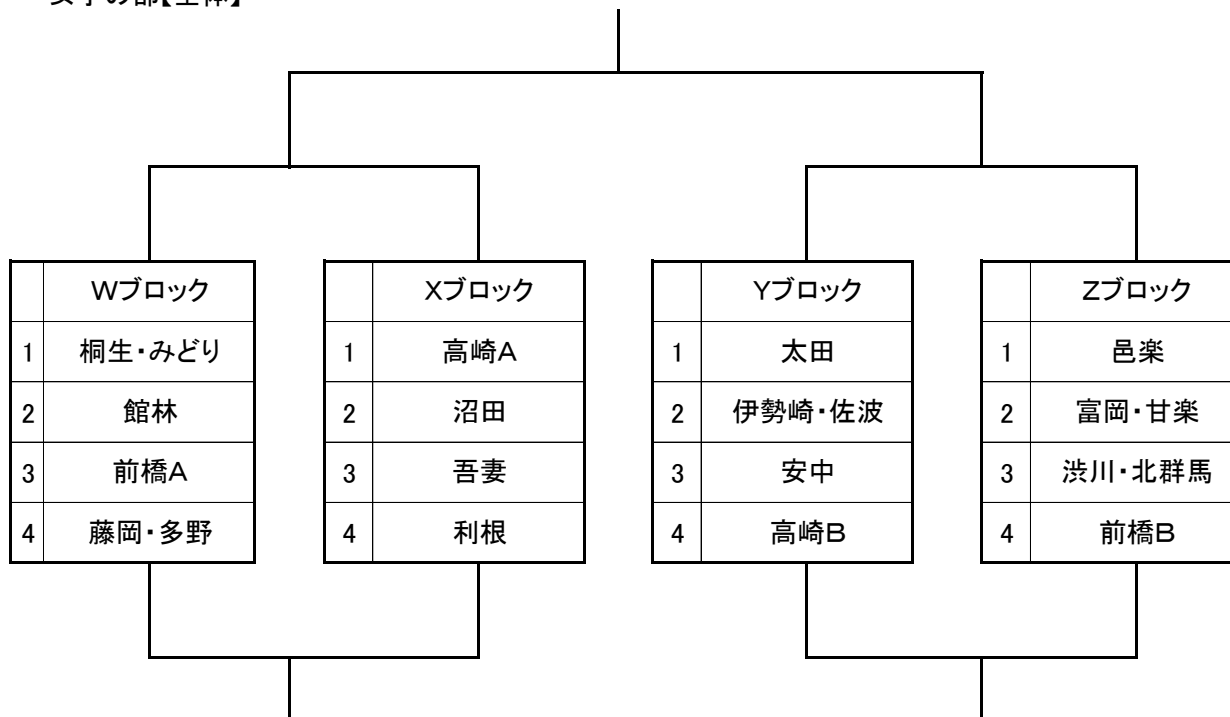 Wブロック Xブロック Yブロック Zブロック
1 桐生・みどり 1 高崎A 1 太田 1 邑楽
2 館林 2 沼田 2 伊勢崎・佐波 2 富岡・甘楽
3 前橋A 3 吾妻 3 安中 3 渋川・北群馬
4 藤岡・多野 4 利根 4 高崎B 4 前橋B